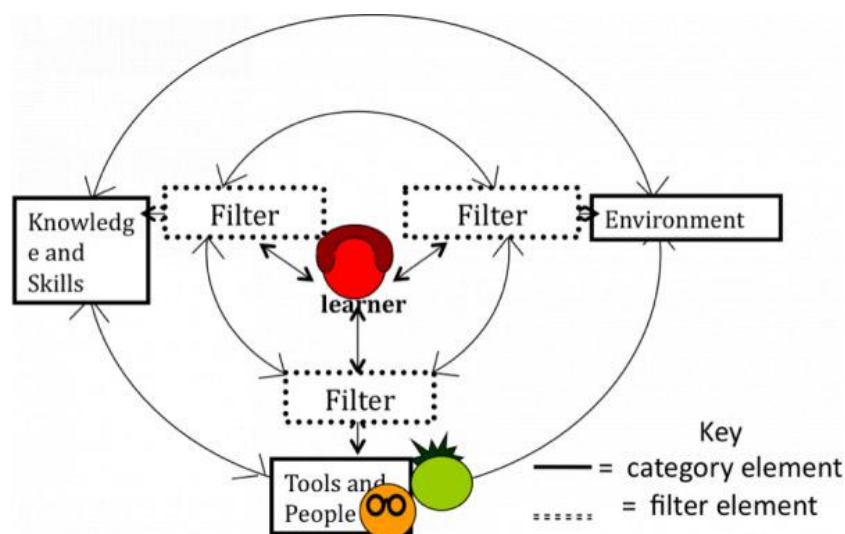 Filter
Filter
Knowledg
e and
Skills
Environment
learner
Filter
Tools and
People
Key
= category element
= filter element